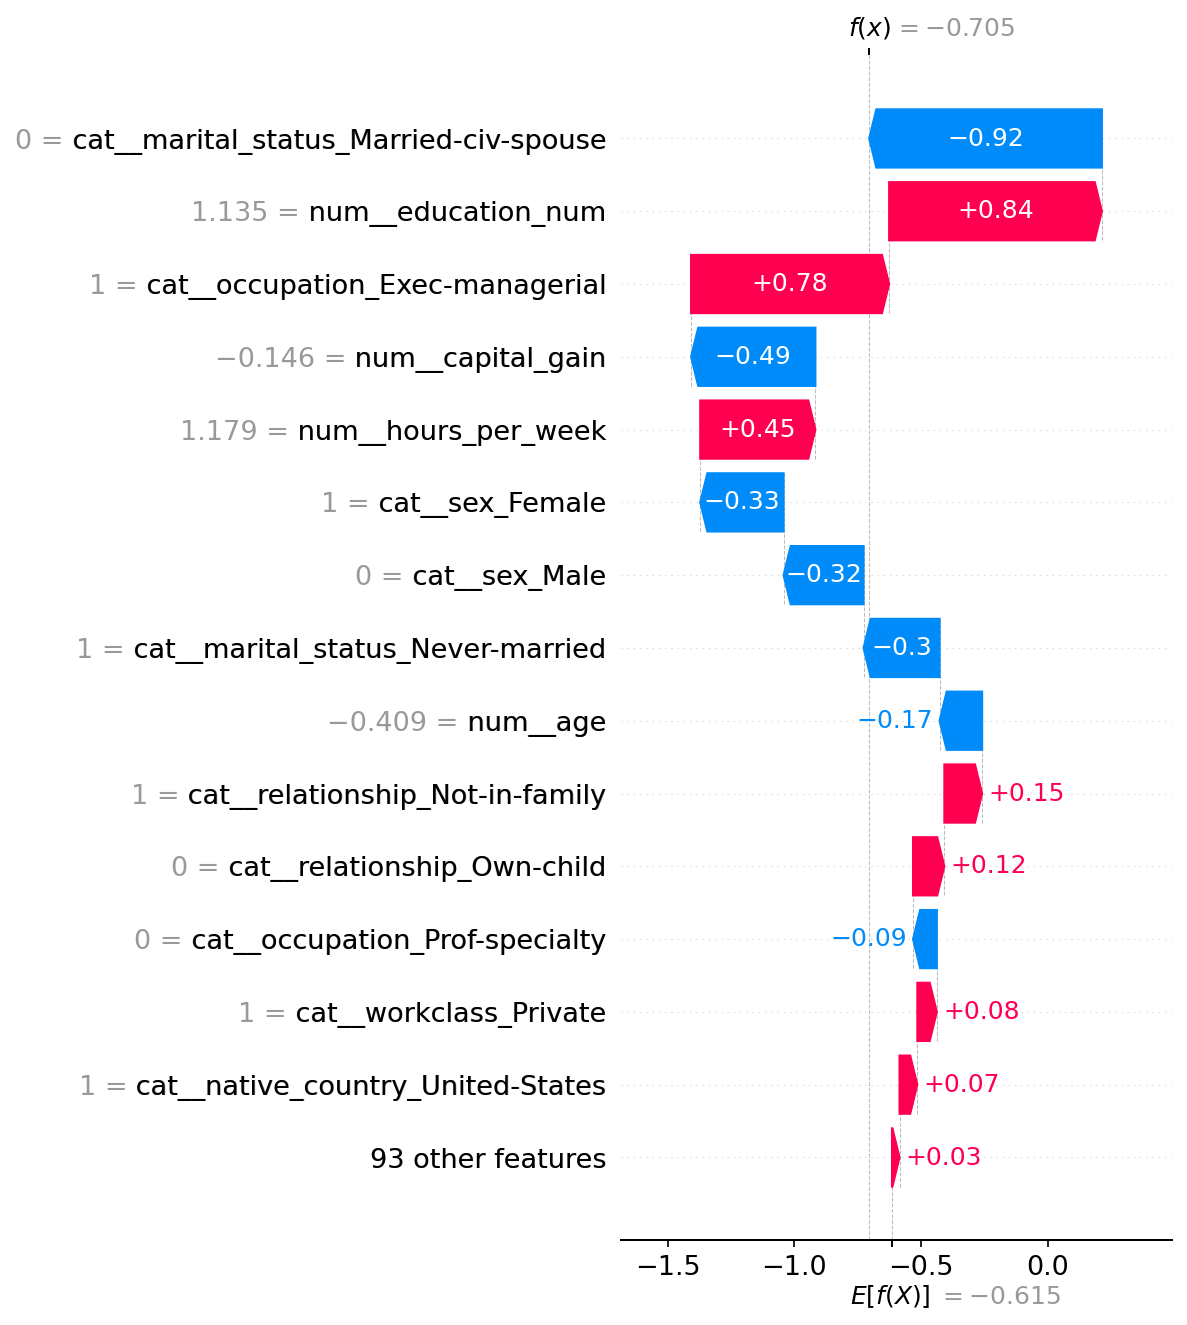 f(x) = −0.705
0 = cat__marital_status_Married-civ-spouse −0.92
1.135 = num__education_num +0.84
1 = cat__occupation_Exec-managerial +0.78
−0.146 = num__capital_gain −0.49
1.179 = num__hours_per_week +0.45
1 = cat__sex_Female −0.33
0 = cat__sex_Male −0.32
1 = cat__marital_status_Never-married −0.3
−0.409 = num__age −0.17
1 = cat__relationship_Not-in-family +0.15
0 = cat__relationship_Own-child +0.12
0 = cat__occupation_Prof-specialty −0.09
1 = cat__workclass_Private +0.08
1 = cat__native_country_United-States +0.07
93 other features +0.03
−1.5 −1.0 −0.5 0.0
E[f(X)] = −0.615